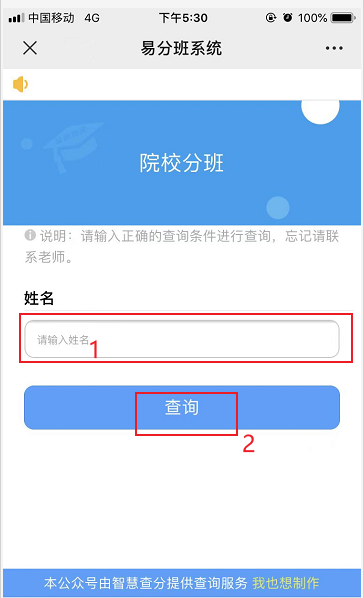 中国移动 4G 下午5:30 100%
易分班系统
院校分班
说明：请输入正确的查询条件进行查询，忘记请联
系老师。
姓名
请输入姓名
1
查询
2
本公众号由智慧查分提供查询服务 我也想制作